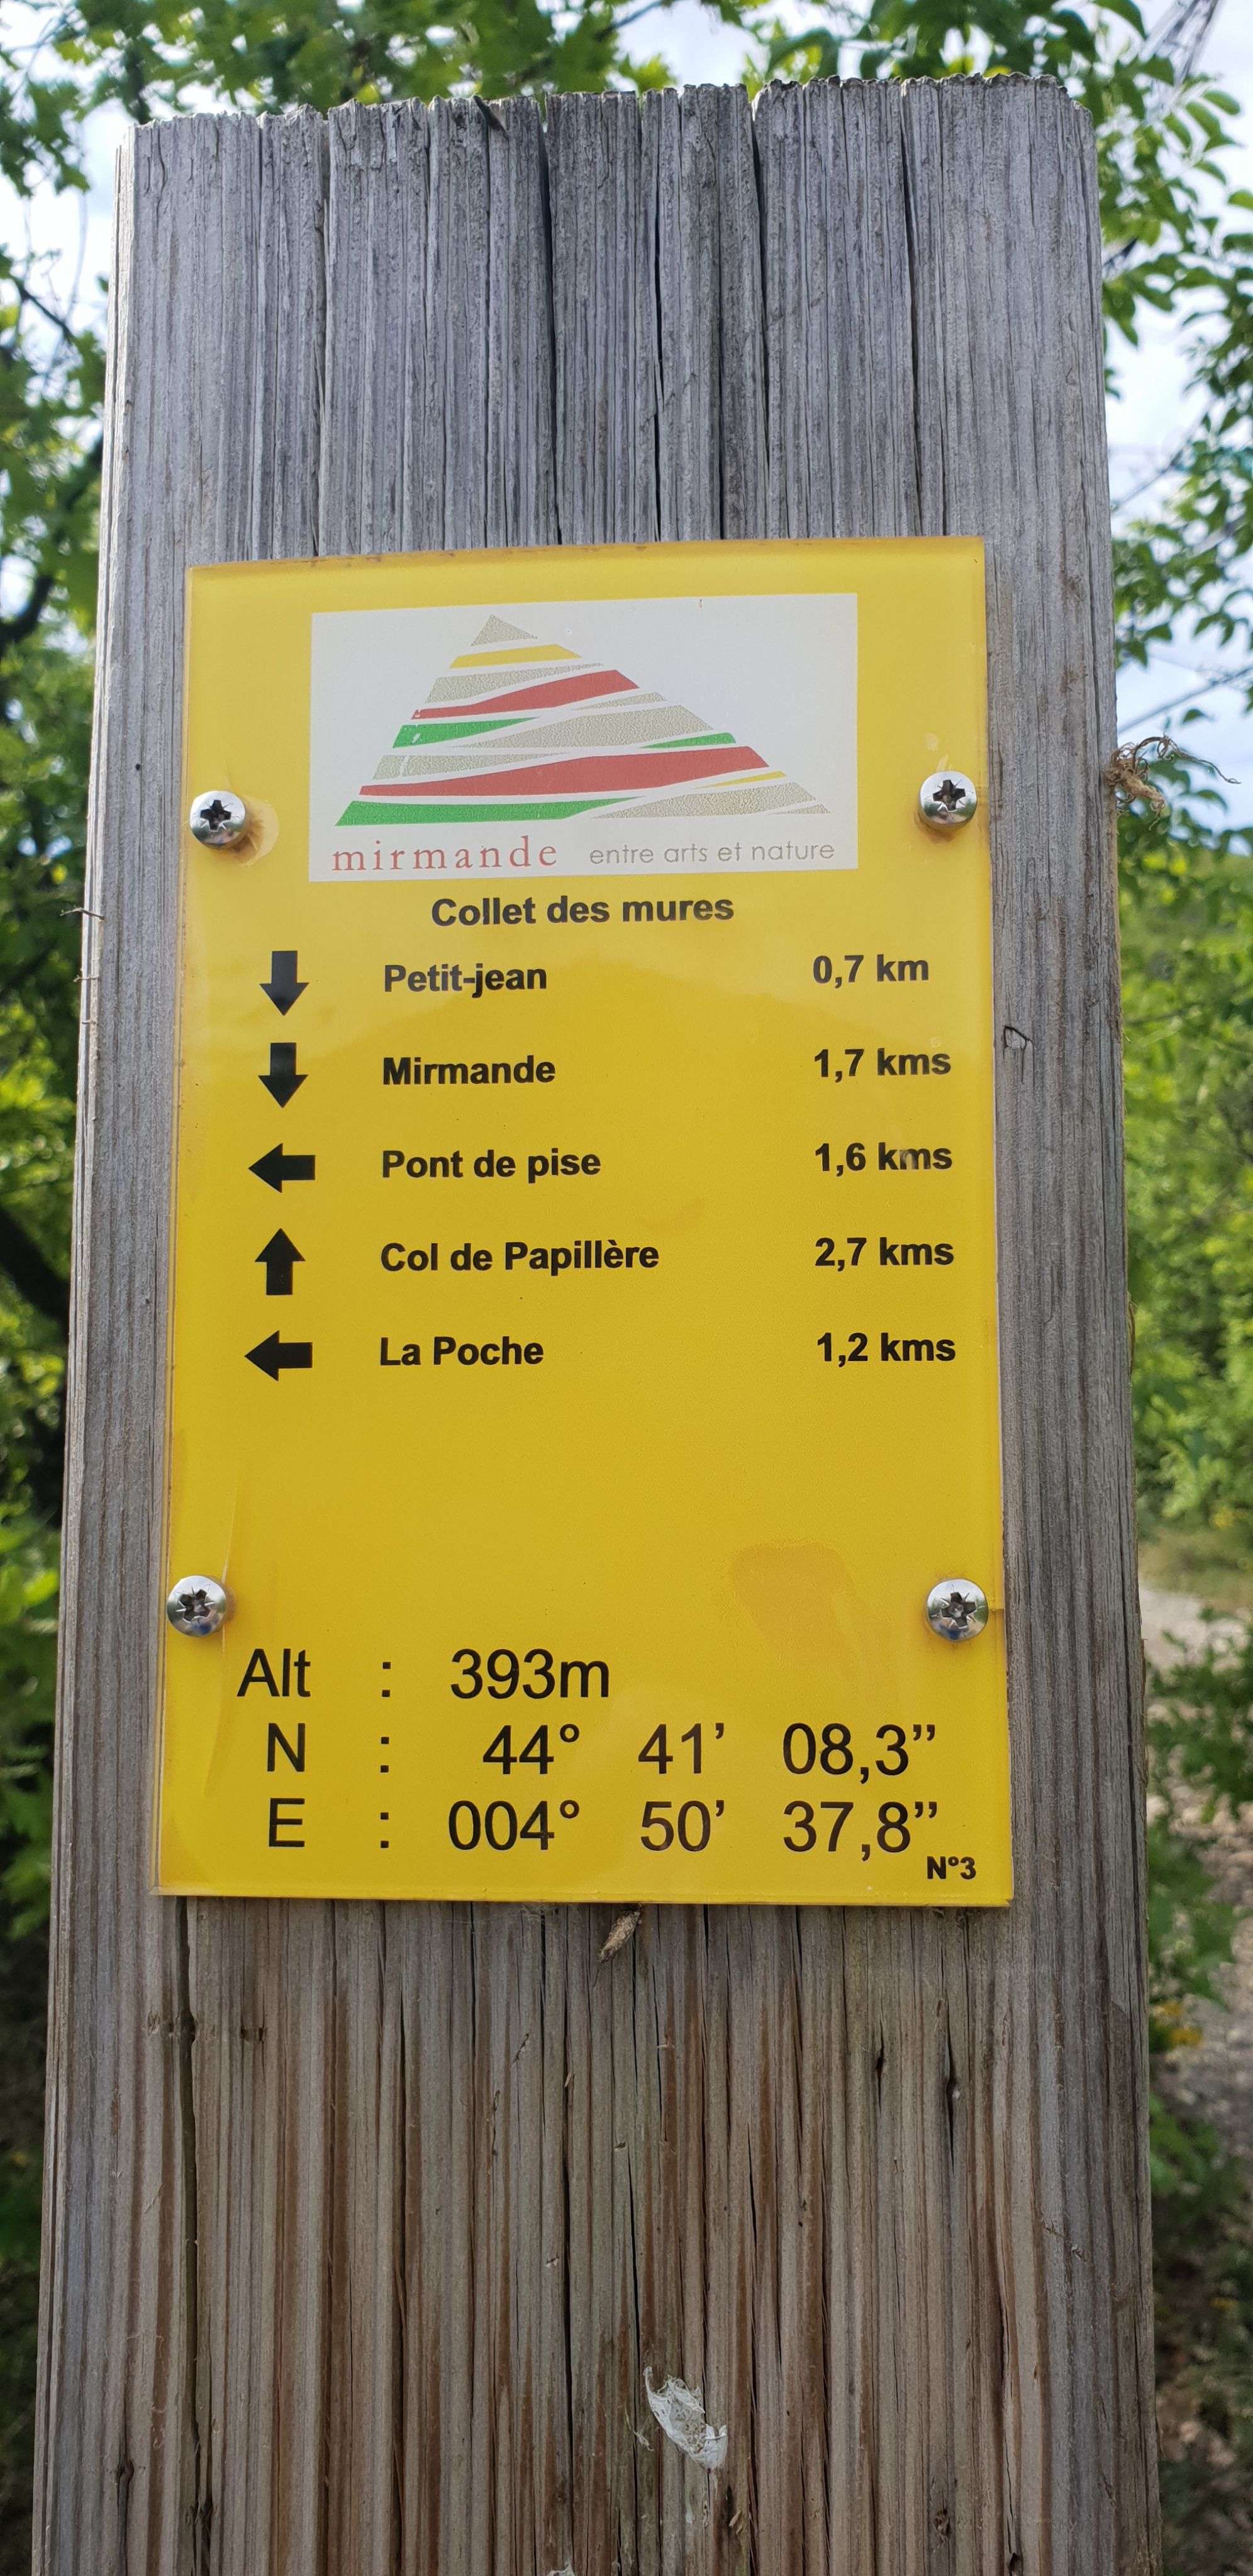 mirmande entre arts et nature
Collet des mures
Petit-jean 0,7 km
Mirmande 1,7 kms
Pont de pise 1,6 kms
Col de Papillère 2,7 kms
La Poche 1,2 kms
Alt : 393m
N : 44° 41’ 08,3”
E : 004° 50’ 37,8”
N°3